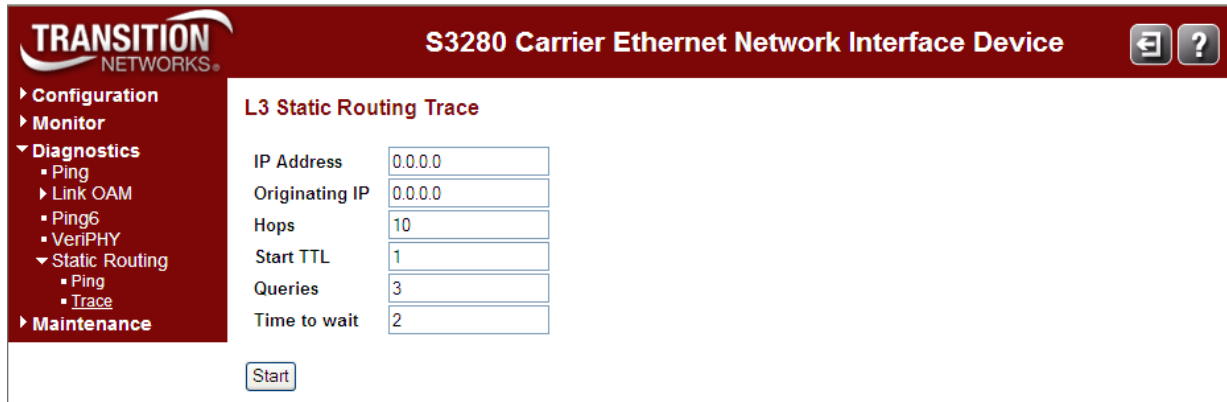 TRANSITION
NETWORKS®
S3280 Carrier Ethernet Network Interface Device
?
Configuration
Monitor
Diagnostics
Ping
Link OAM
Ping6
VeriPHY
Static Routing
Ping
Trace
Maintenance
L3 Static Routing Trace
IP Address 0.0.0.0
Originating IP 0.0.0.0
Hops 10
Start TTL 1
Queries 3
Time to wait 2
Start